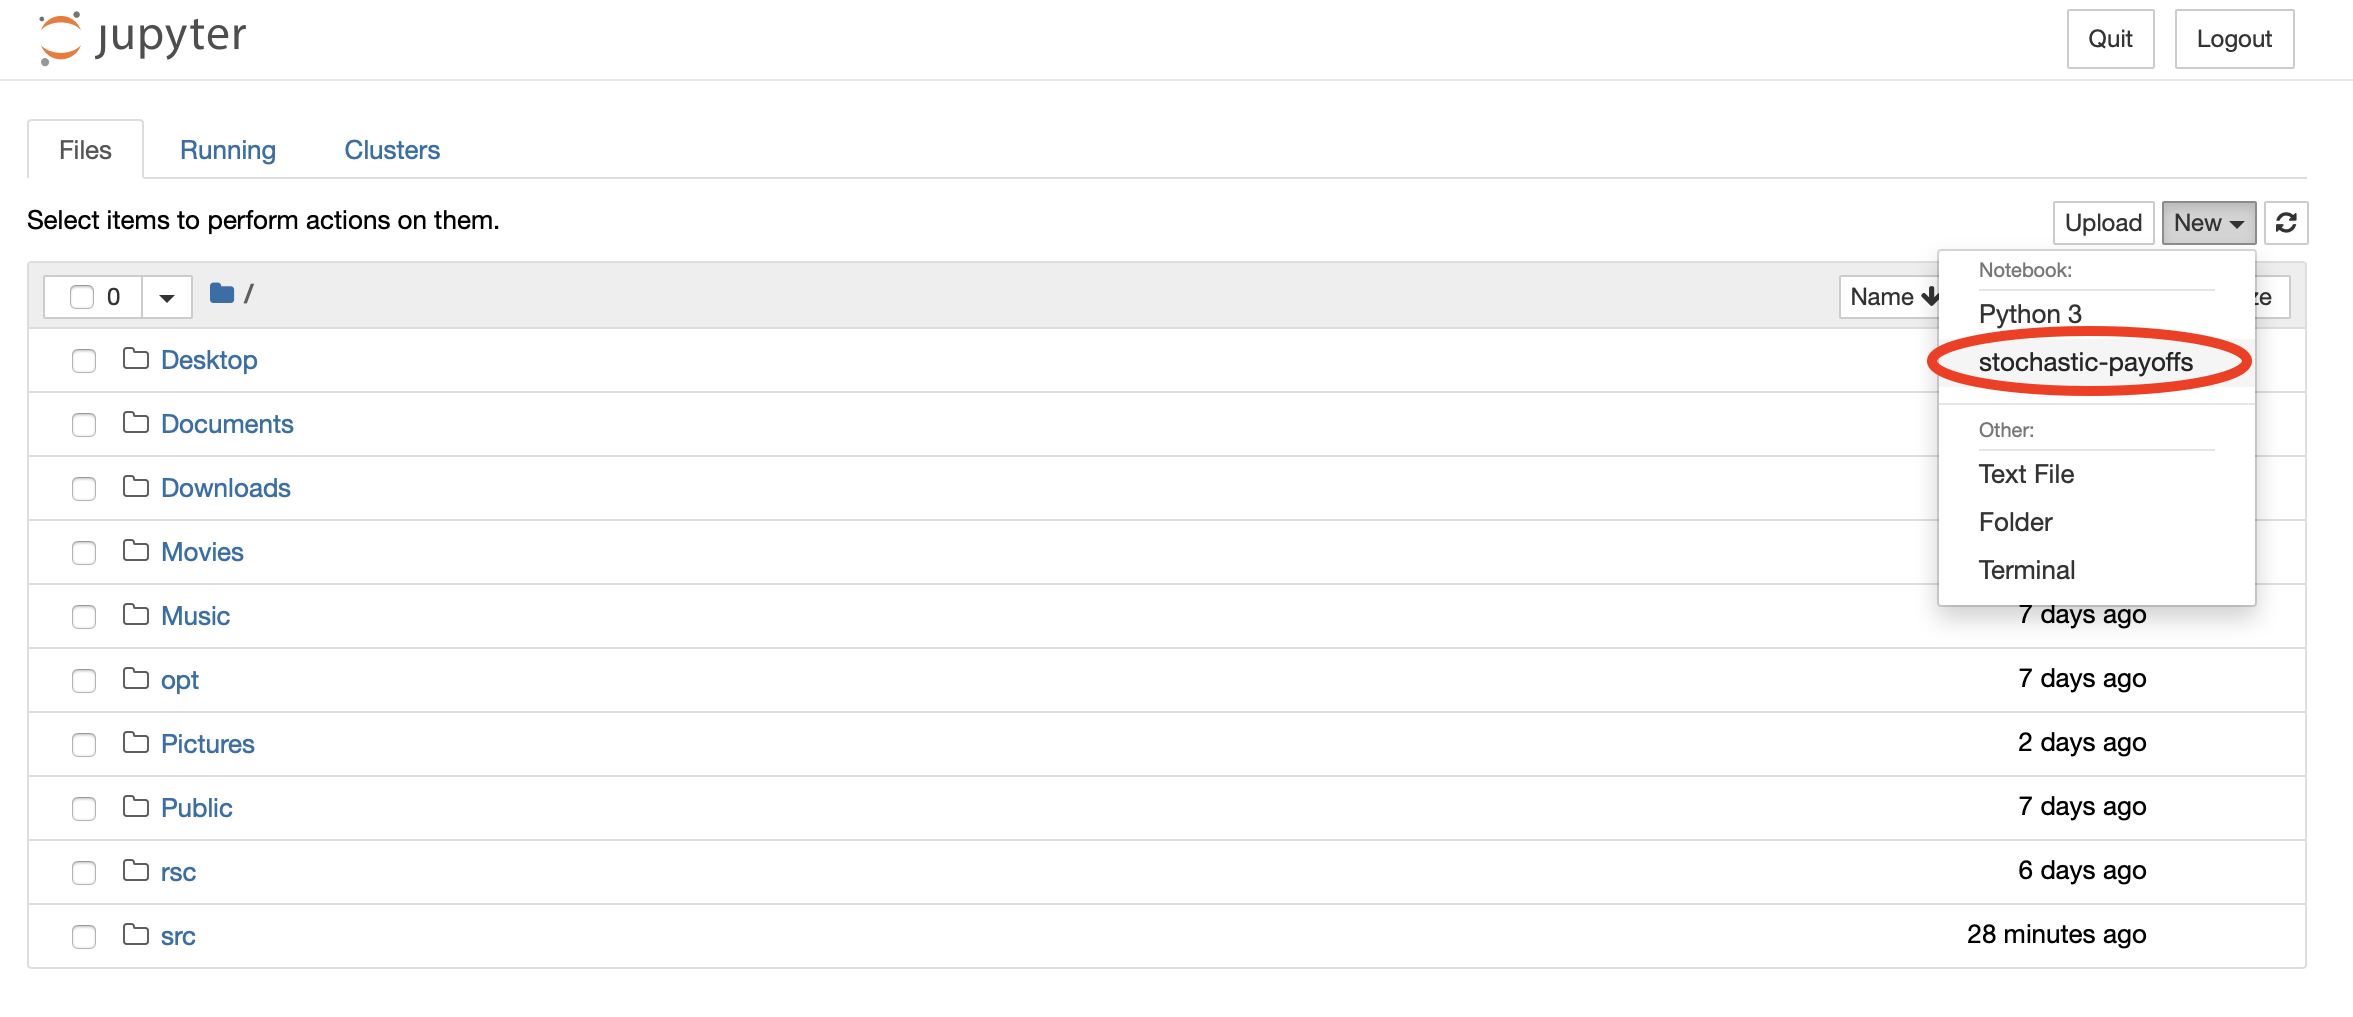 jupyter
Quit
Logout
Files
Running
Clusters
Select items to perform actions on them.
Upload
New
0
/
Name
Notebook:
Python 3
stochastic-payoffs
Other:
Text File
Folder
Terminal
Desktop
Documents
Downloads
Movies
Music
7 days ago
opt
7 days ago
Pictures
2 days ago
Public
7 days ago
rsc
6 days ago
src
28 minutes ago